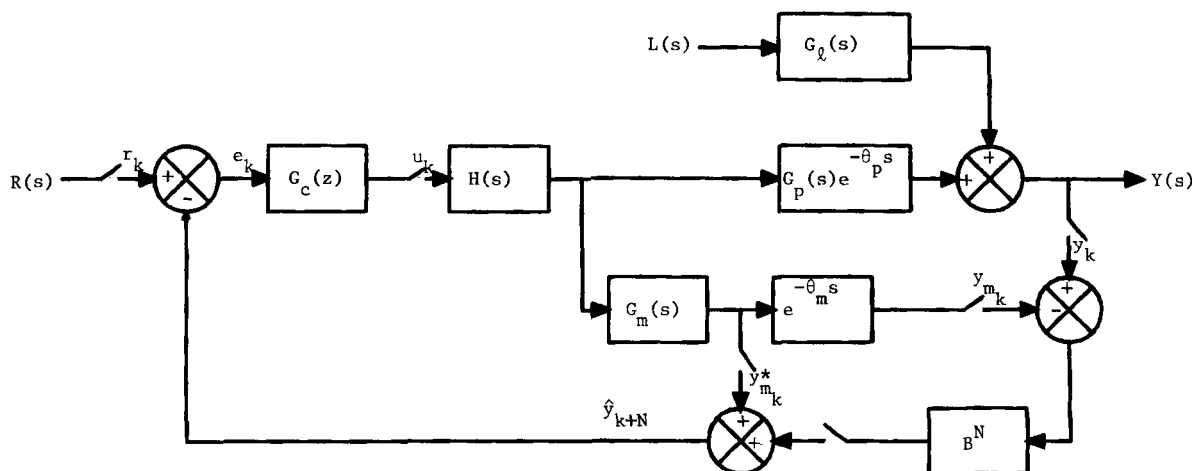 L(s)
G_ℓ(s)
R(s)
r_k
+
-
e_k
G_c(z)
u_k
H(s)
G_p(s)e^{-θ_p s}
+
+
Y(s)
y_k
G_m(s)
e^{-θ_m s}
y_{m_k}
+
-
y^*_{m_k}
ŷ_{k+N}
+
+
B^N